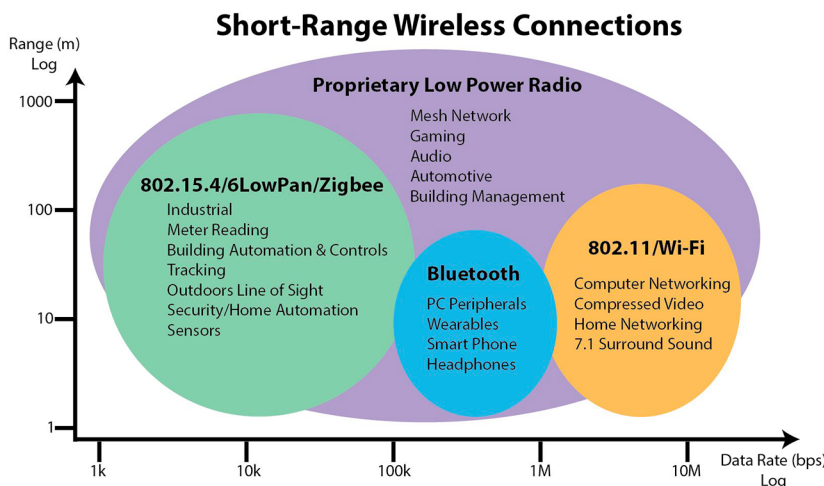 Short-Range Wireless Connections
Range (m)
Log
1000
100
10
1
Proprietary Low Power Radio
Mesh Network
Gaming
Audio
Automotive
Building Management
802.15.4/6LowPan/Zigbee
Industrial
Meter Reading
Building Automation & Controls
Tracking
Outdoors Line of Sight
Security/Home Automation
Sensors
Bluetooth
PC Peripherals
Wearables
Smart Phone
Headphones
802.11/Wi-Fi
Computer Networking
Compressed Video
Home Networking
7.1 Surround Sound
1k
10k
100k
1M
10M
Data Rate (bps)
Log